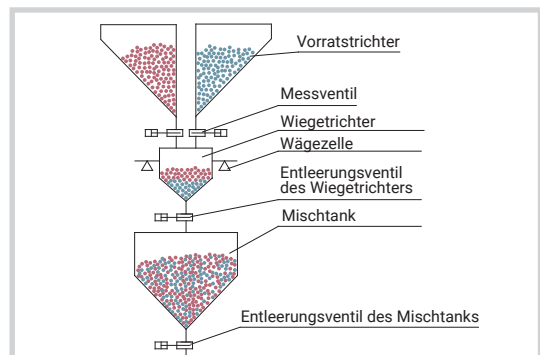 Vorratstrichter
Messventil
Wiegetrichter
Wägezelle
Entleerungsventil
des Wiegetrichters
Mischtank
Entleerungsventil des Mischtanks